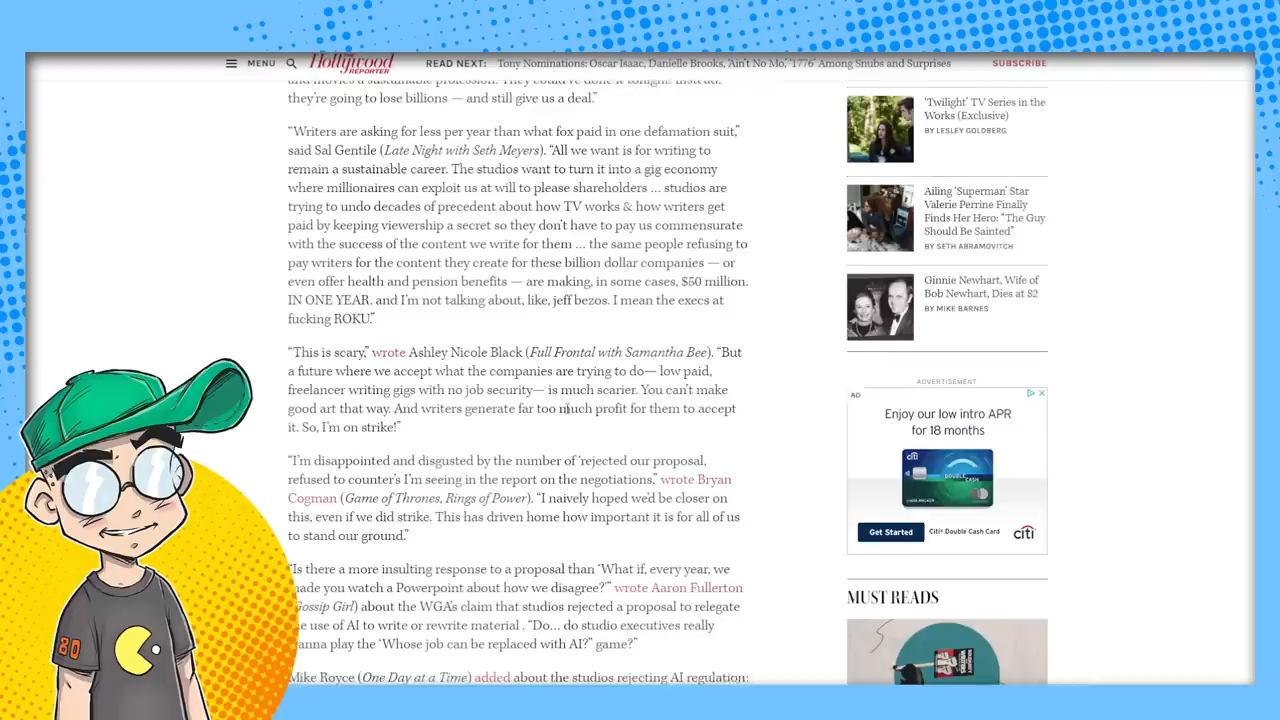 MENU
Hollywood
REPORTER
READ NEXT: Tony Nominations: Oscar Isaac, Danielle Brooks, 'Ain't No Mo,' '1776' Among Snubs and Surprises
SUBSCRIBE
and movies a sustainable profession. They could've done it tonight. Instead,
they're going to lose billions — and still give us a deal."
"Writers are asking for less per year than what fox paid in one defamation suit,"
said Sal Gentile (Late Night with Seth Meyers). "All we want is for writing to
remain a sustainable career. The studios want to turn it into a gig economy
where millionaires can exploit us at will to please shareholders ... studios are
trying to undo decades of precedent about how TV works & how writers get
paid by keeping viewership a secret so they don't have to pay us commensurate
with the success of the content we write for them ... the same people refusing to
pay writers for the content they create for these billion dollar companies — or
even offer health and pension benefits — are making, in some cases, $50 million.
IN ONE YEAR. and I'm not talking about, like, jeff bezos. I mean the execs at
fucking ROKU."
"This is scary," wrote Ashley Nicole Black (Full Frontal with Samantha Bee). "But
a future where we accept what the companies are trying to do— low paid,
freelancer writing gigs with no job security— is much scarier. You can't make
good art that way. And writers generate far too much profit for them to accept
it. So, I'm on strike!"
"I'm disappointed and disgusted by the number of 'rejected our proposal,
refused to counter's I'm seeing in the report on the negotiations," wrote Bryan
Cogman (Game of Thrones, Rings of Power). "I naively hoped we'd be closer on
this, even if we did strike. This has driven home how important it is for all of us
to stand our ground."
"Is there a more insulting response to a proposal than 'What if, every year, we
made you watch a Powerpoint about how we disagree?'" wrote Aaron Fullerton
Gossip Girl) about the WGA's claim that studios rejected a proposal to relegate
he use of AI to write or rewrite material . "Do... do studio executives really
anna play the 'Whose job can be replaced with AI?" game?"
Mike Royce (One Day at a Time) added about the studios rejecting AI regulation:
'Twilight' TV Series in the
Works (Exclusive)
BY LESLEY GOLDBERG
Ailing 'Superman' Star
Valerie Perrine Finally
Finds Her Hero: "The Guy
Should Be Sainted"
BY SETH ABRAMOVITCH
Ginnie Newhart, Wife of
Bob Newhart, Dies at 82
BY MIKE BARNES
ADVERTISEMENT
AD
Enjoy our low intro APR
for 18 months
DOUBLE CASH
citi
Get Started
Citi® Double Cash Card
citi
MUST READS
80